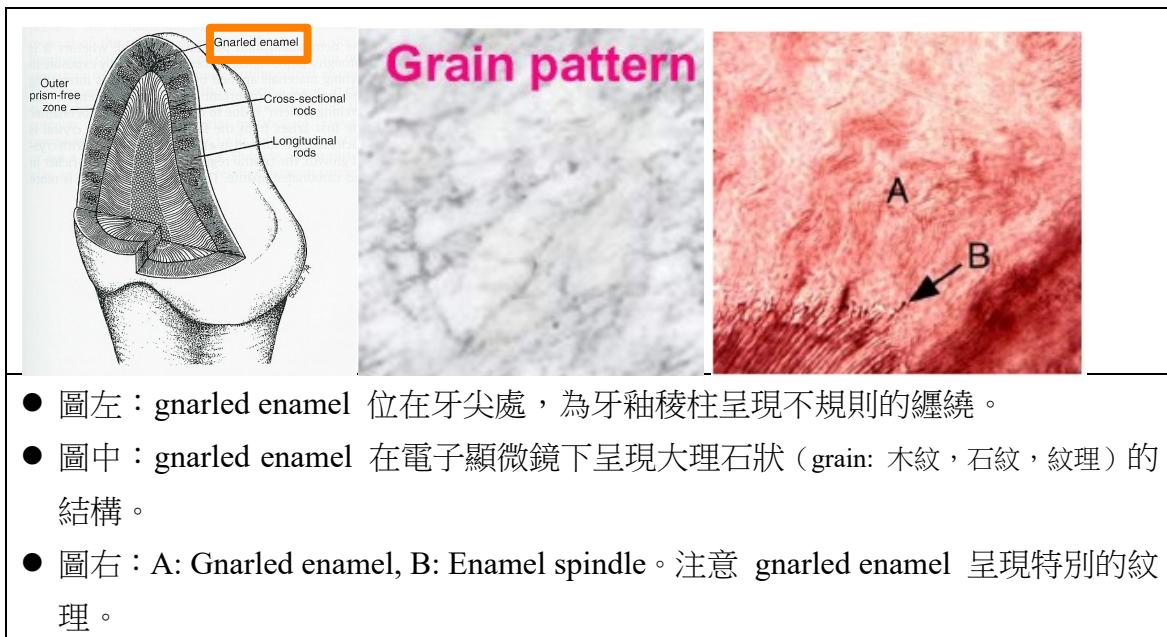 Gnarled enamel
Outer
prism-free
zone
Cross-sectional
rods
Longitudinal
rods
Grain pattern
A
B
● 圖左：gnarled enamel 位在牙尖處，為牙釉稜柱呈現不規則的纏繞。
● 圖中：gnarled enamel 在電子顯微鏡下呈現大理石狀（grain: 木紋，石紋，紋理）的
結構。
● 圖右：A: Gnarled enamel, B: Enamel spindle。注意 gnarled enamel 呈現特別的紋
理。